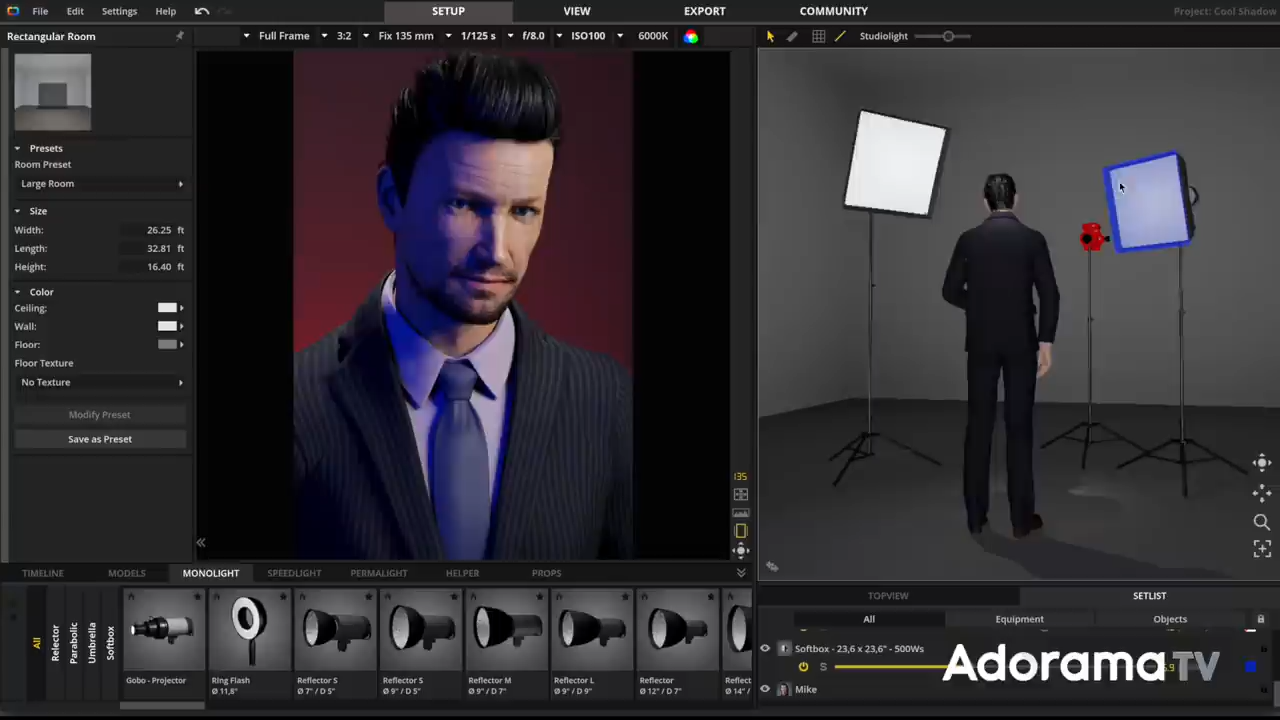 File Edit Settings Help SETUP VIEW EXPORT COMMUNITY Project: Cool Shadow
Rectangular Room Full Frame 3:2 Fix 135 mm 1/125 s f/8.0 ISO100 6000K Studiolight
Presets
Room Preset
Large Room
Size
Width: 26.25 ft
Length: 32.81 ft
Height: 16.40 ft
Color
Ceiling:
Wall:
Floor:
Floor Texture
No Texture
Modify Preset
Save as Preset
135
TIMELINE MODELS MONOLIGHT SPEEDLIGHT PERMALIGHT HELPER PROPS
All Relector Parabolic Umbrella Softbox
Gobo - Projector
Ring Flash
Ø 11,8"
Reflector S
Ø 7" / D 5"
Reflector S
Ø 9" / D 5"
Reflector M
Ø 9" / D 7"
Reflector L
Ø 9" / D 9"
Reflector
Ø 12" / D 7"
Reflect
Ø 14" /
TOPVIEW SETLIST
All Equipment Objects
Softbox - 23,6 x 23,6" - 500Ws
S
Mike
Adorama TV